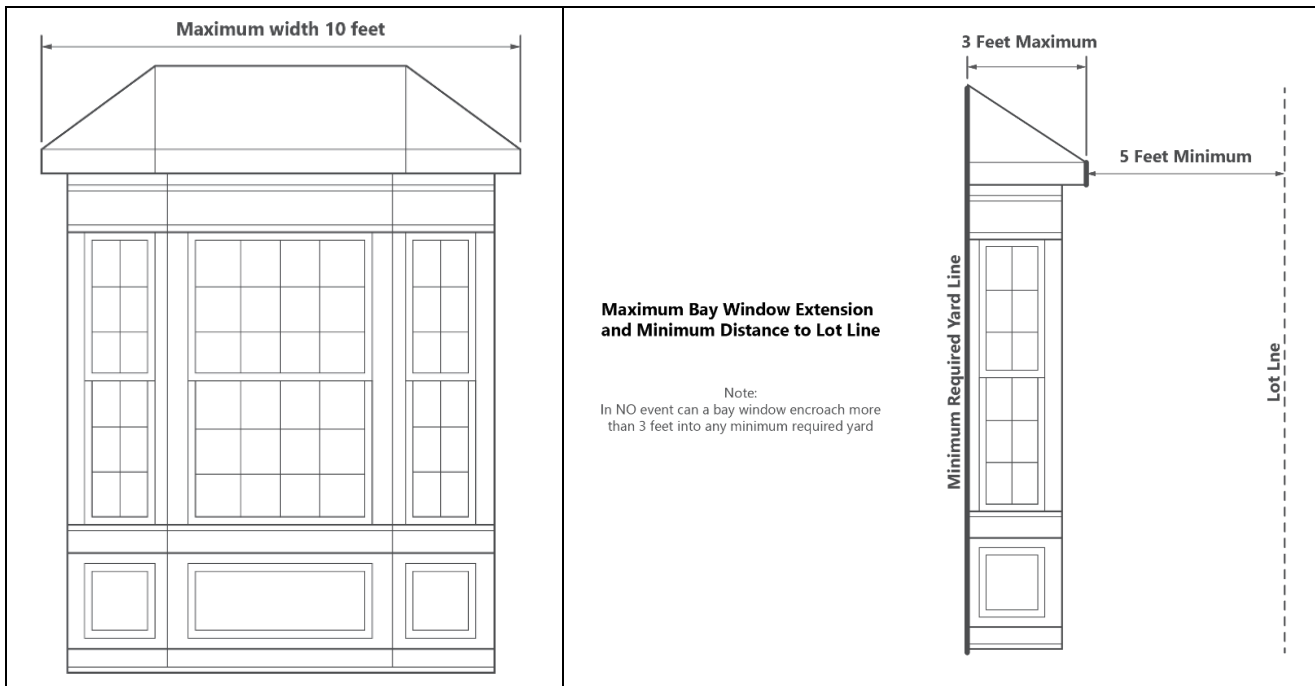 Maximum width 10 feet
3 Feet Maximum
5 Feet Minimum
Maximum Bay Window Extension
and Minimum Distance to Lot Line
Note:
In NO event can a bay window encroach more
than 3 feet into any minimum required yard
Minimum Required Yard Line
Lot Lne